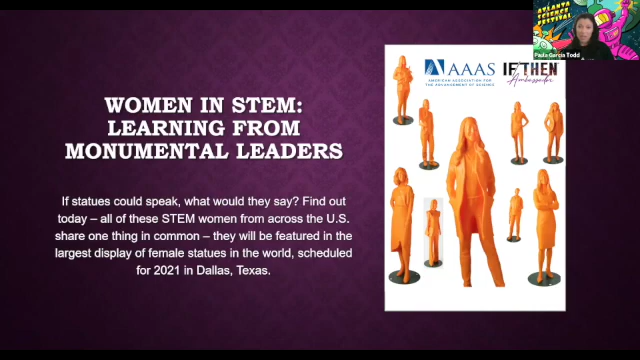 WOMEN IN STEM:
LEARNING FROM
MONUMENTAL LEADERS
If statues could speak, what would they say? Find out
today – all of these STEM women from across the U.S.
share one thing in common – they will be featured in the
largest display of female statues in the world, scheduled
for 2021 in Dallas, Texas.
AAAS
AMERICAN ASSOCIATION
FOR THE ADVANCEMENT OF SCIENCE
IF THEN
Ambassador
ATLANTA
SCIENCE
FESTIVAL
Paula Garcia Todd